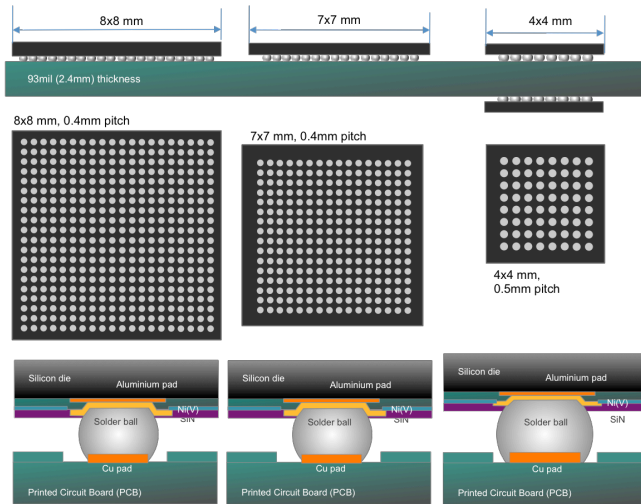 8x8 mm
7x7 mm
4x4 mm
93mil (2.4mm) thickness
8x8 mm, 0.4mm pitch
7x7 mm, 0.4mm pitch
4x4 mm,
0.5mm pitch
Silicon die
Aluminium pad
Ni(V)
SiN
Solder ball
Cu pad
Printed Circuit Board (PCB)
Silicon die
Aluminium pad
Ni(V)
SiN
Solder ball
Cu pad
Printed Circuit Board (PCB)
Silicon die
Aluminium pad
Ni(V)
SiN
Solder ball
Cu pad
Printed Circuit Board (PCB)